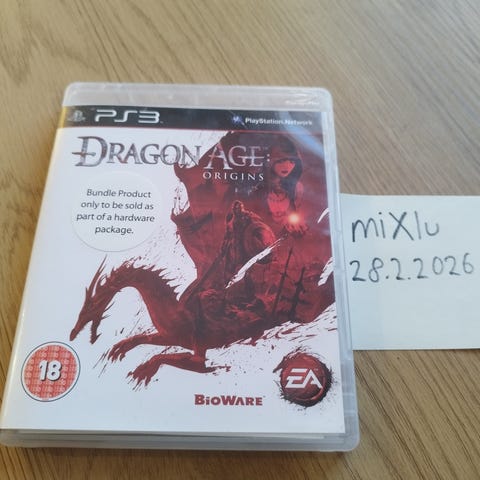 PS3
PlayStation Network
DRAGON AGE:
ORIGINS
Bundle Product
only to be sold as
part of a hardware
package.
18
BIOWARE
EA
miXlu
28.2.2026